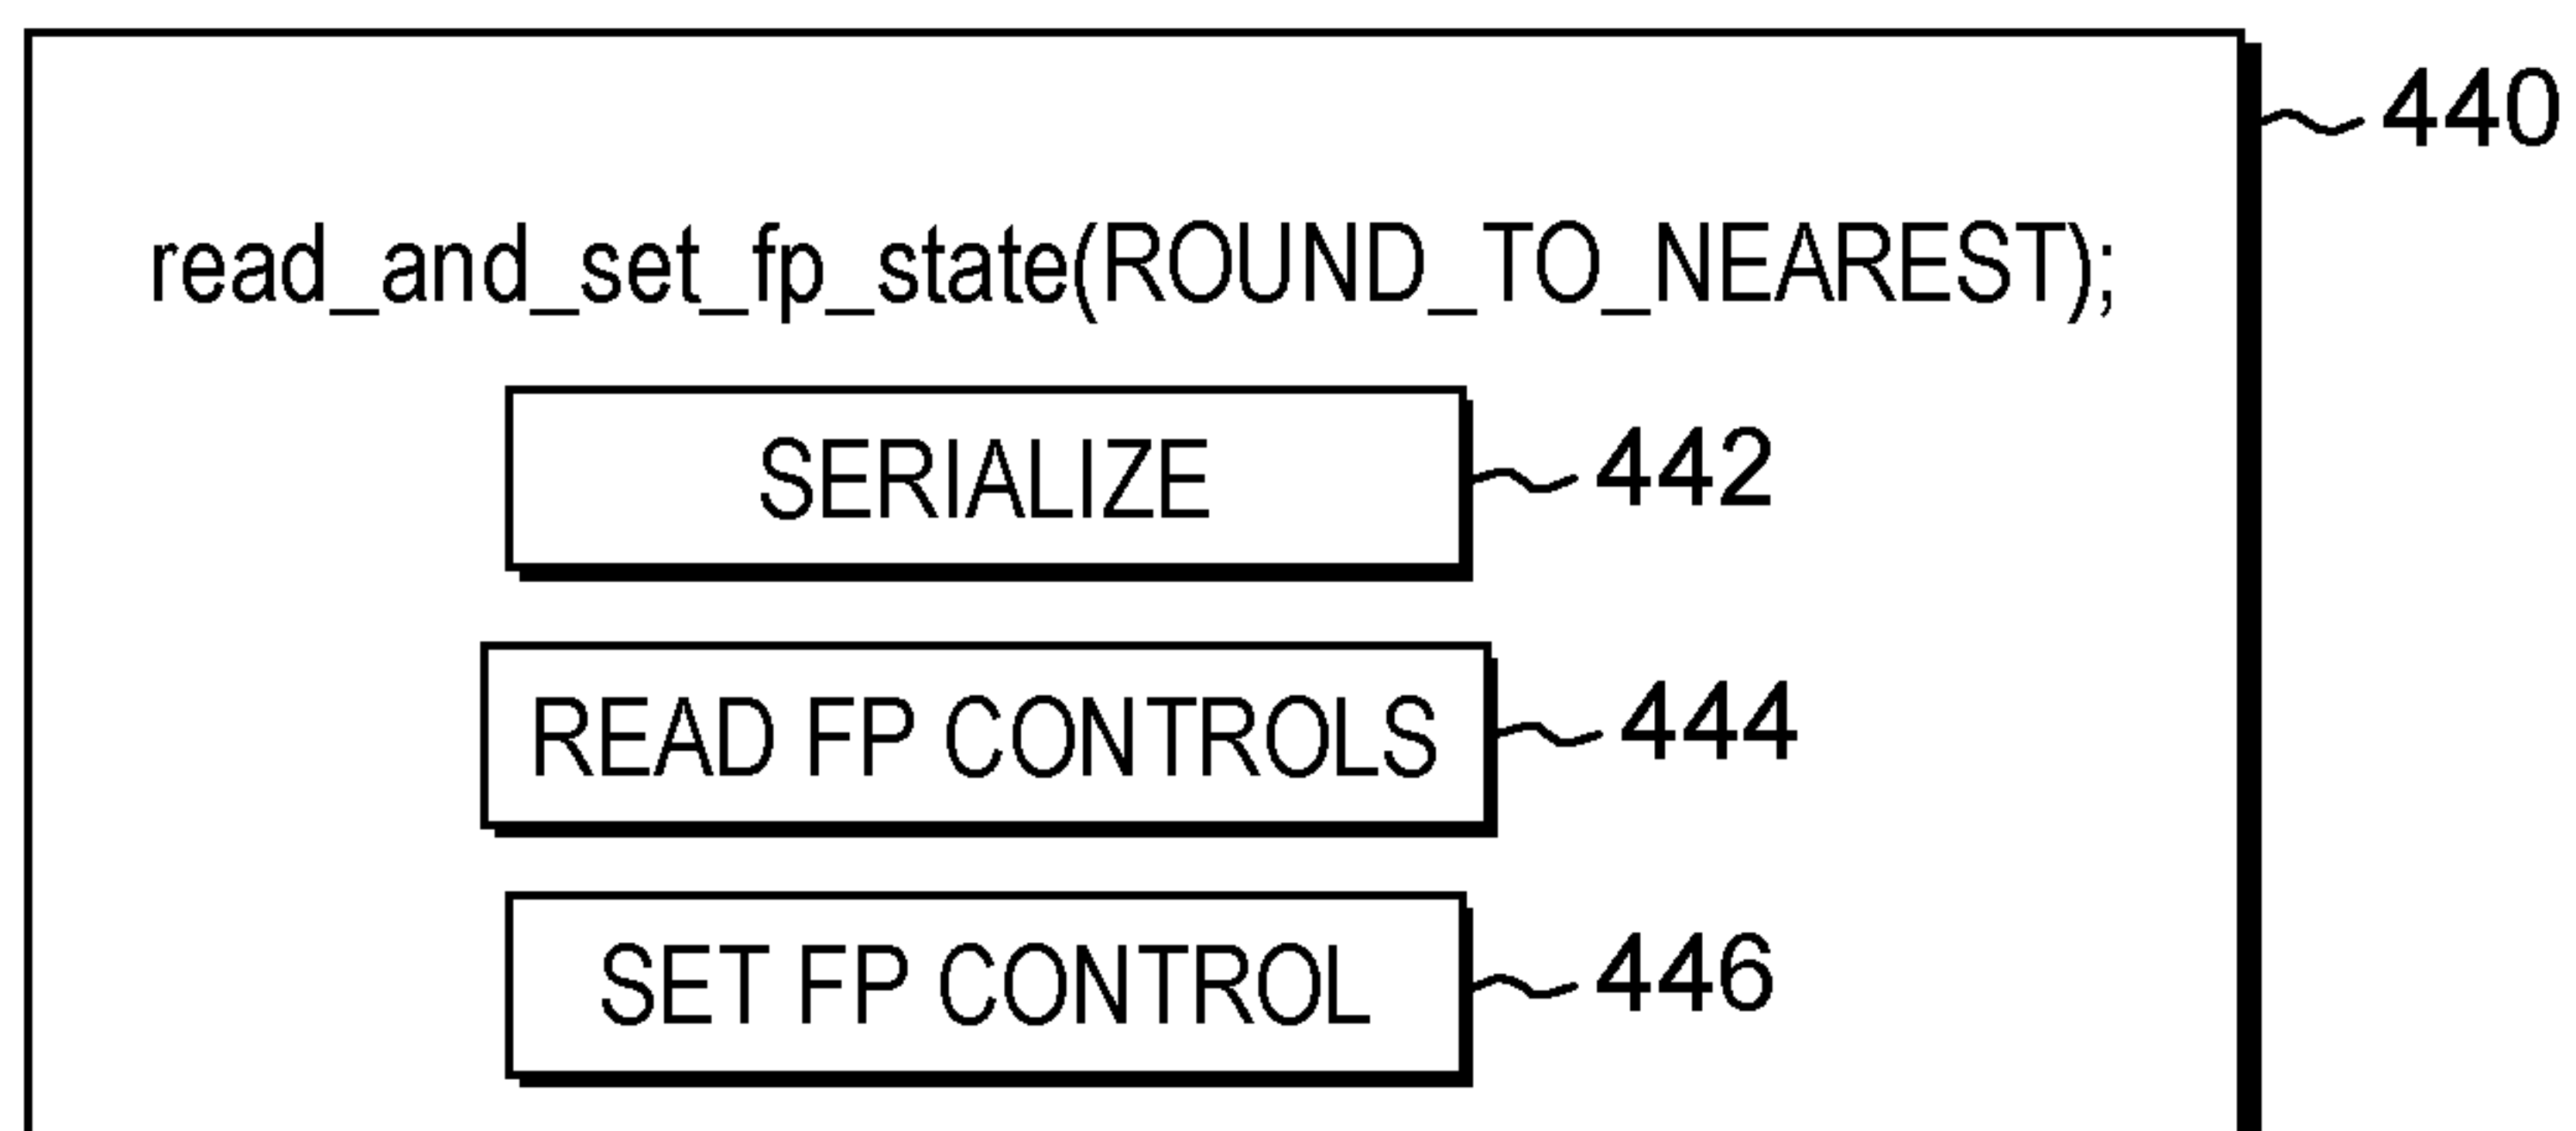 440
read_and_set_fp_state(ROUND_TO_NEAREST);
SERIALIZE 442
READ FP CONTROLS 444
SET FP CONTROL 446